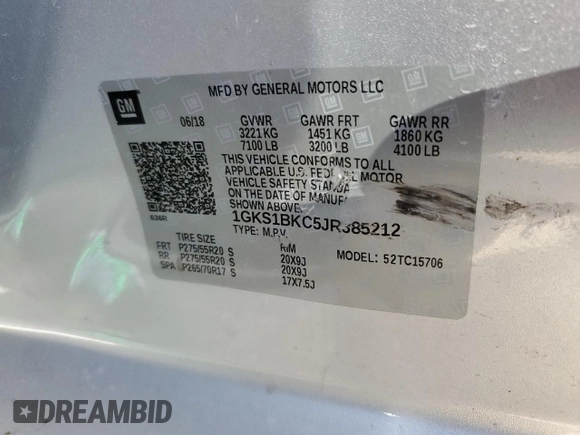 MFD BY GENERAL MOTORS LLC
GM
06/18 GVWR GAWR FRT GAWR RR
3221 KG 1451 KG 1860 KG
7100 LB 3200 LB 4100 LB
THIS VEHICLE CONFORMS TO ALL
APPLICABLE U.S. MOTOR
VEHICLE SAFETY
ON THE DATE OF
SHOWN ABOVE.
636R
TYPE: M.P.V.
TIRE SIZE
FRT P275/55R20 S 20X9J 52TC15706
RR P275/55R20 S 20X9J
SPA P265/70R17 S 17X7.5J
DREAMBID